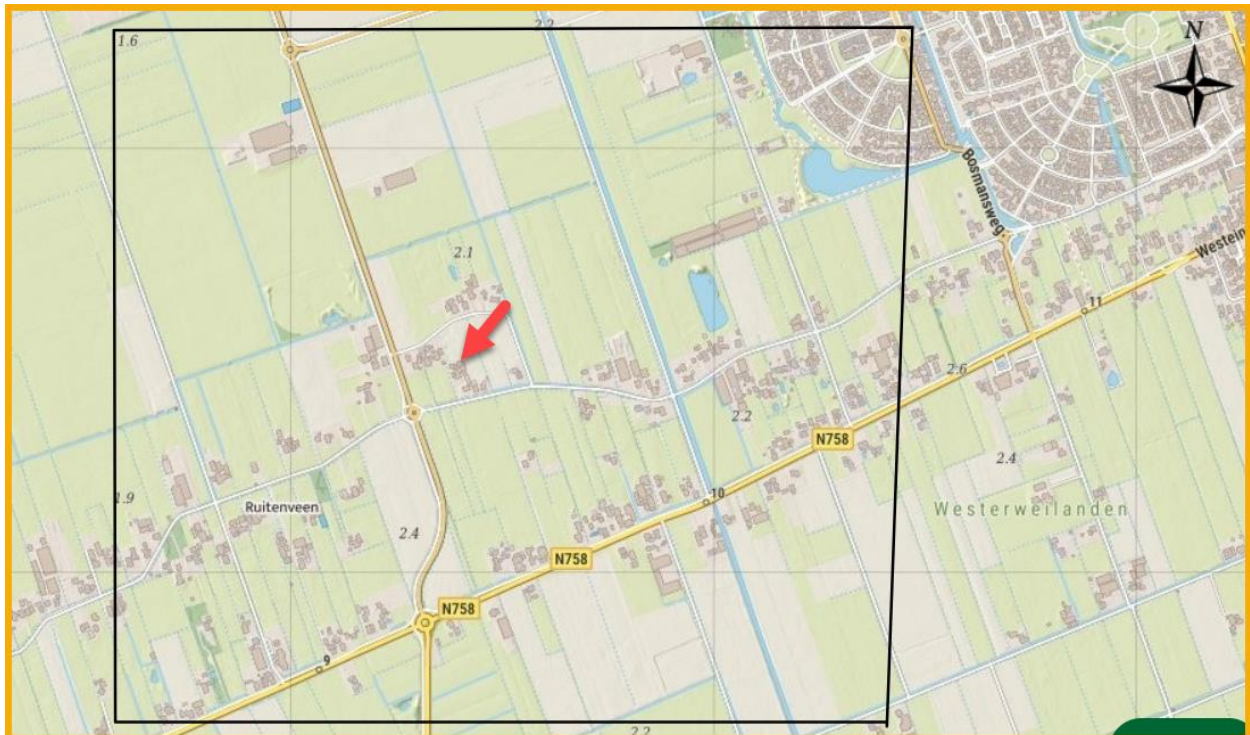 2.2
N
1.6
Bosmansweg
Westein
2.1
11
2.6
2.2
N758
2.4
1.9
Ruitenveen
10
Westerweilanden
2.4
N758
N758
9
2.2